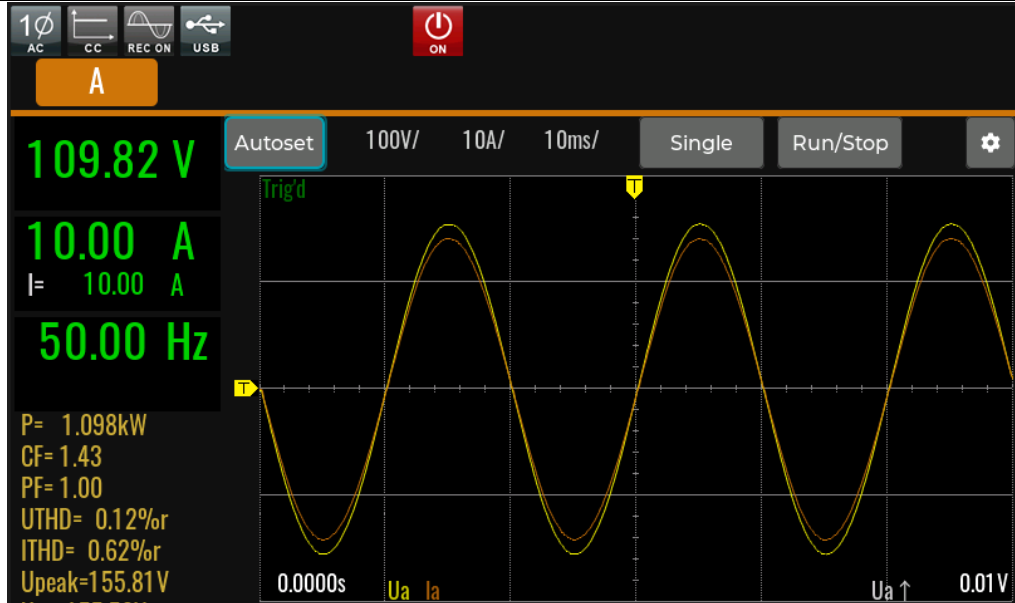 1Ø
AC
CC
REC ON
USB
ON
A
109.82 V
Autoset
100V/
10A/
10ms/
Single
Run/Stop
Trig'd
T
10.00 A
I= 10.00 A
50.00 Hz
T
P= 1.098kW
CF= 1.43
PF= 1.00
UTHD= 0.12%r
ITHD= 0.62%r
Upeak=155.81V
0.0000s
Ua
Ia
Ua ↑
0.01V